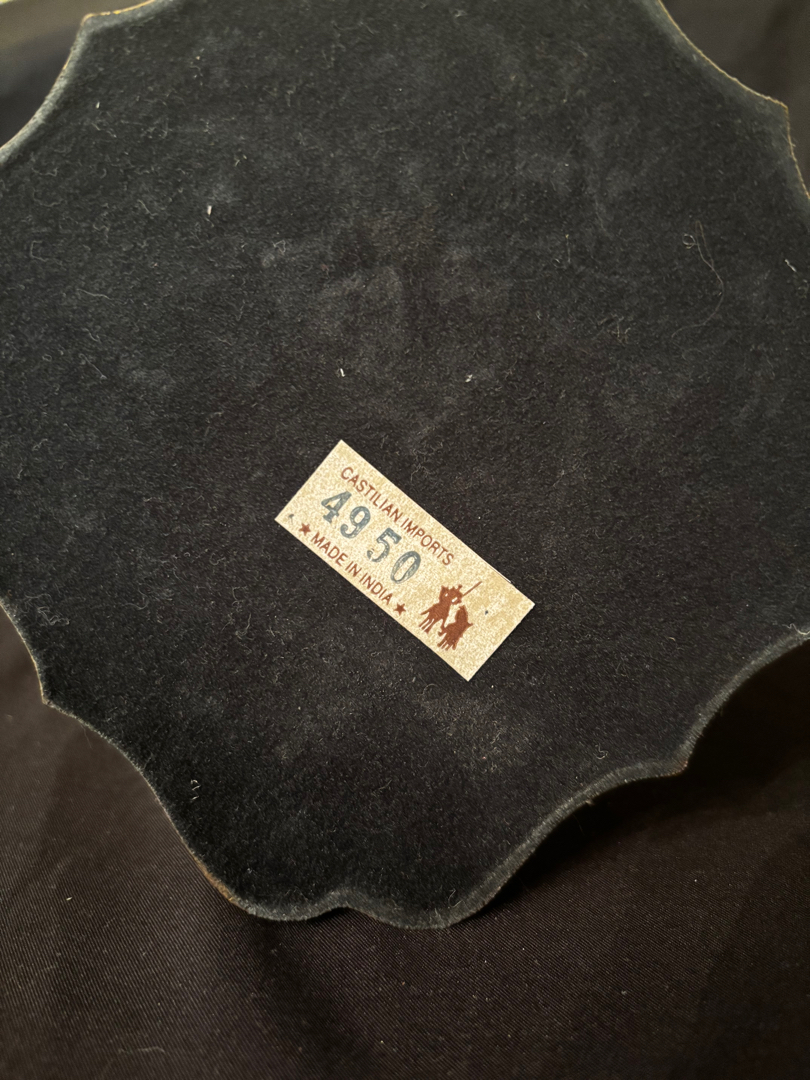 CASTILIAN IMPORTS
4950
★ MADE IN INDIA ★